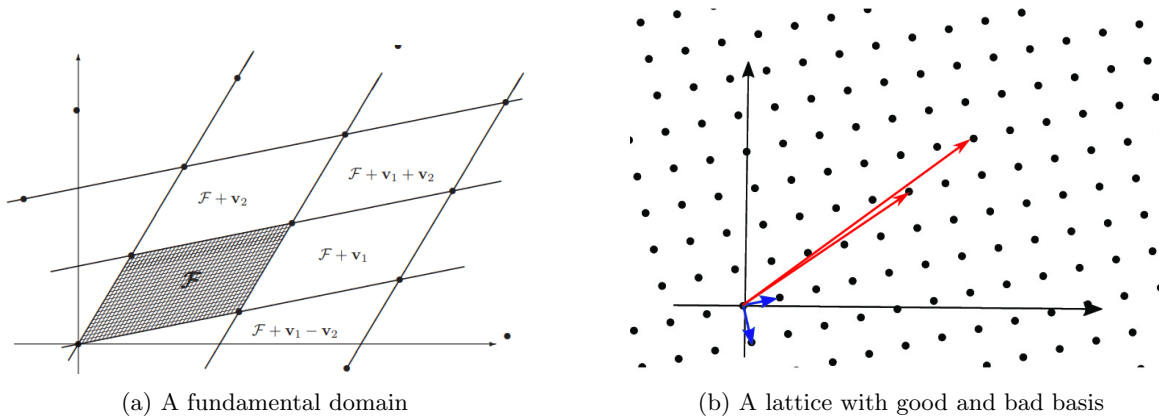 𝓕 + 𝐯₁ + 𝐯₂
𝓕 + 𝐯₂
𝓕
𝓕 + 𝐯₁
𝓕 + 𝐯₁ − 𝐯₂
(a) A fundamental domain
(b) A lattice with good and bad basis